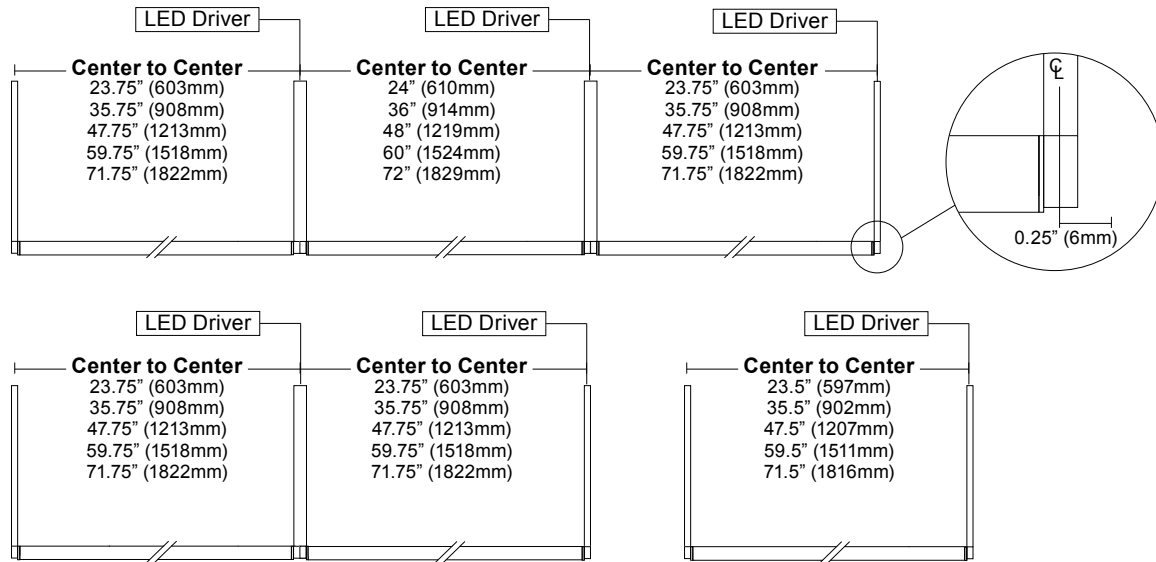 LED Driver
LED Driver
LED Driver
Center to Center
23.75” (603mm)
35.75” (908mm)
47.75” (1213mm)
59.75” (1518mm)
71.75” (1822mm)
Center to Center
24” (610mm)
36” (914mm)
48” (1219mm)
60” (1524mm)
72” (1829mm)
Center to Center
23.75” (603mm)
35.75” (908mm)
47.75” (1213mm)
59.75” (1518mm)
71.75” (1822mm)
℄
0.25” (6mm)
LED Driver
LED Driver
LED Driver
Center to Center
23.75” (603mm)
35.75” (908mm)
47.75” (1213mm)
59.75” (1518mm)
71.75” (1822mm)
Center to Center
23.75” (603mm)
35.75” (908mm)
47.75” (1213mm)
59.75” (1518mm)
71.75” (1822mm)
Center to Center
23.5” (597mm)
35.5” (902mm)
47.5” (1207mm)
59.5” (1511mm)
71.5” (1816mm)